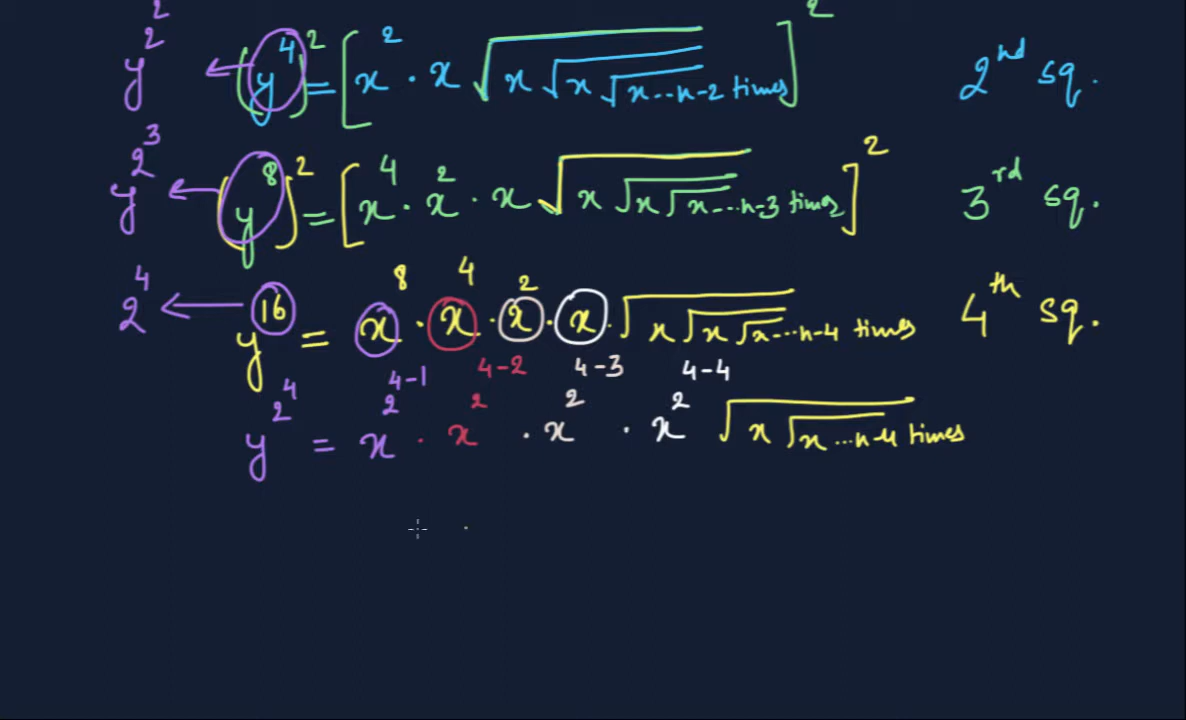 y^{2^2} ← (y^4)^2 = [x^2 · x √(x √(x √(x...n-2 times)))]^2 2nd sq.
y^{2^3} ← (y^8)^2 = [x^4 · x^2 · x √(x √(x √(x...n-3 times)))]^2 3rd sq.
2^4 ← y^{16} = x^8 · x^4 · x^2 · x · √(x √(x √(x...n-4 times))) 4th sq.
y^{2^4} = x^{2^{4-1}} · x^{2^{4-2}} · x^{2^{4-3}} · x^{2^{4-4}} √(x √(x...n-4 times))